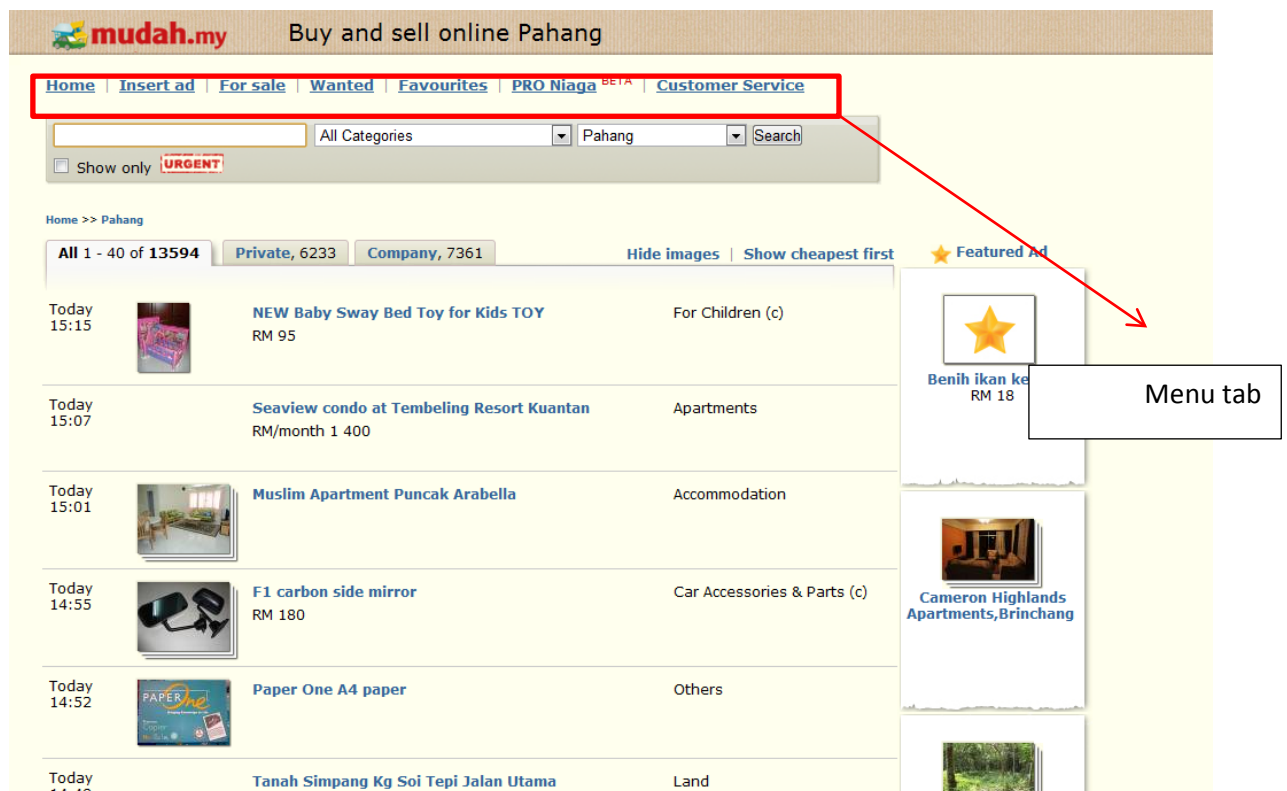 mudah.my Buy and sell online Pahang
Home | Insert ad | For sale | Wanted | Favourites | PRO Niaga BETA | Customer Service
All Categories Pahang Search
Show only URGENT
Home >> Pahang
All 1 - 40 of 13594 Private, 6233 Company, 7361 Hide images | Show cheapest first Featured Ad
Today
15:15
NEW Baby Sway Bed Toy for Kids TOY
RM 95
For Children (c)
Benih ikan ke
RM 18
Menu tab
Today
15:07
Seaview condo at Tembeling Resort Kuantan
RM/month 1 400
Apartments
Today
15:01
Muslim Apartment Puncak Arabella
Accommodation
Today
14:55
F1 carbon side mirror
RM 180
Car Accessories & Parts (c)
Cameron Highlands
Apartments,Brinchang
Today
14:52
PAPER One
Paper One A4 paper
Others
Today
Tanah Simpang Kg Soi Tepi Jalan Utama
Land